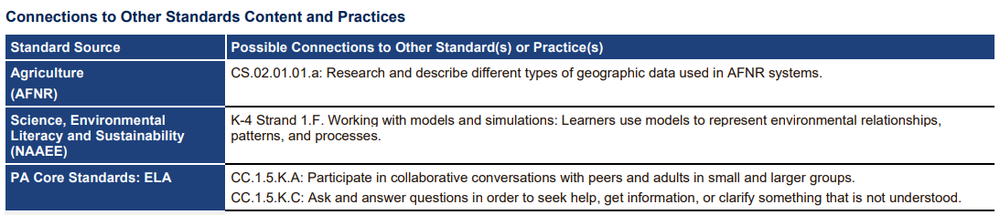 Connections to Other Standards Content and Practices
Standard Source
Possible Connections to Other Standard(s) or Practice(s)
Agriculture
(AFNR)
CS.02.01.01.a: Research and describe different types of geographic data used in AFNR systems.
Science, Environmental
Literacy and Sustainability
(NAAEE)
K-4 Strand 1.F. Working with models and simulations: Learners use models to represent environmental relationships,
patterns, and processes.
PA Core Standards: ELA
CC.1.5.K.A: Participate in collaborative conversations with peers and adults in small and larger groups.
CC.1.5.K.C: Ask and answer questions in order to seek help, get information, or clarify something that is not understood.